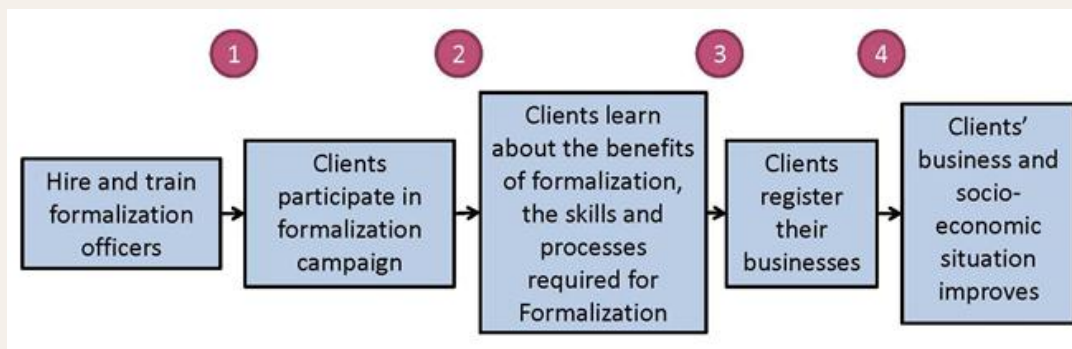 1
2
3
4
Hire and train
formalization
officers
Clients
participate in
formalization
campaign
Clients learn
about the benefits
of formalization,
the skills and
processes
required for
Formalization
Clients
register
their
businesses
Clients’
business and
socio-
economic
situation
improves